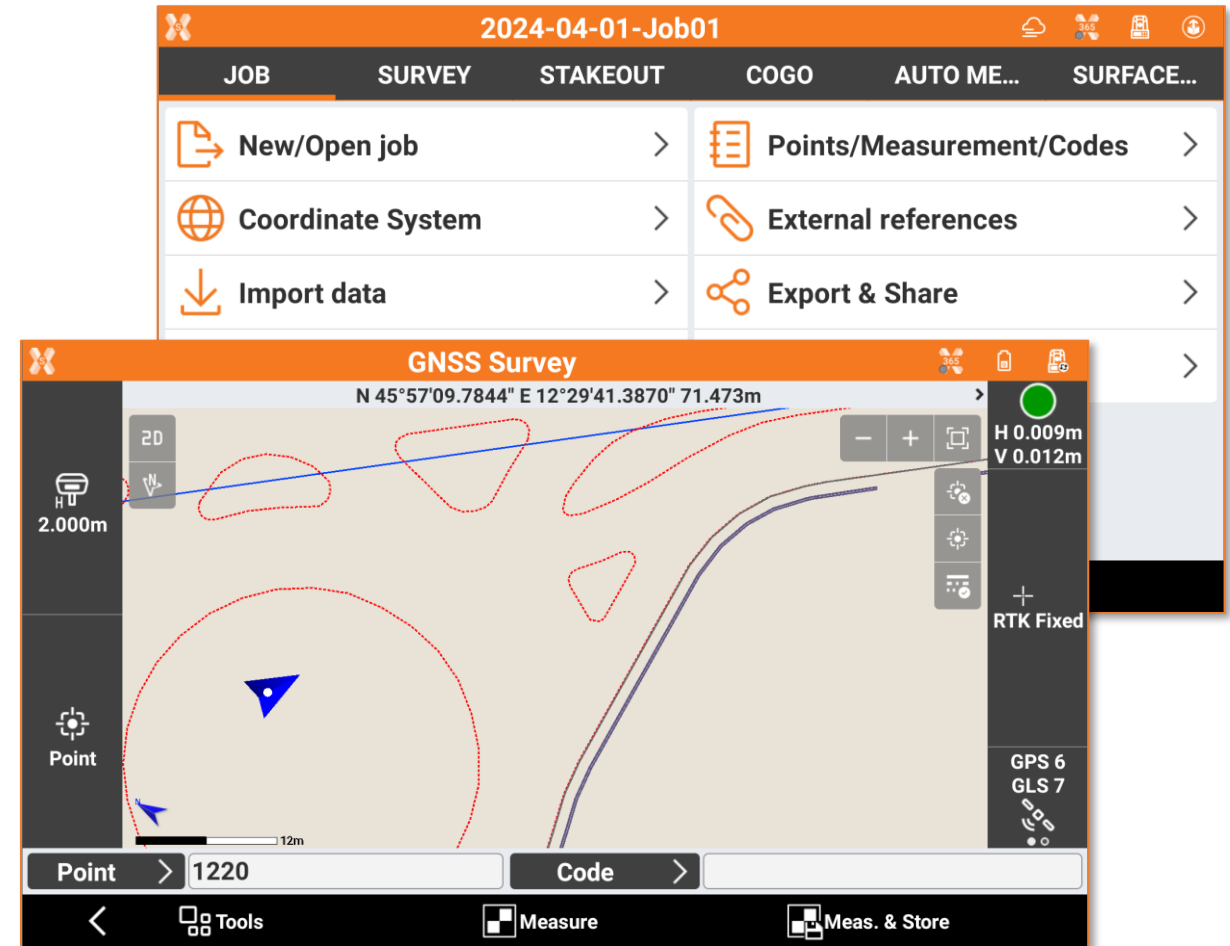 2024-04-01-Job01
365
JOB SURVEY STAKEOUT COGO AUTO ME... SURFACE...
New/Open job
Points/Measurement/Codes
Coordinate System
External references
Import data
Export & Share
GNSS Survey
365
N 45°57'09.7844" E 12°29'41.3870" 71.473m
2D
N
H
2.000m
H 0.009m
V 0.012m
RTK Fixed
Point
GPS 6
GLS 7
N
12m
Point 1220 Code
Tools Measure Meas. & Store